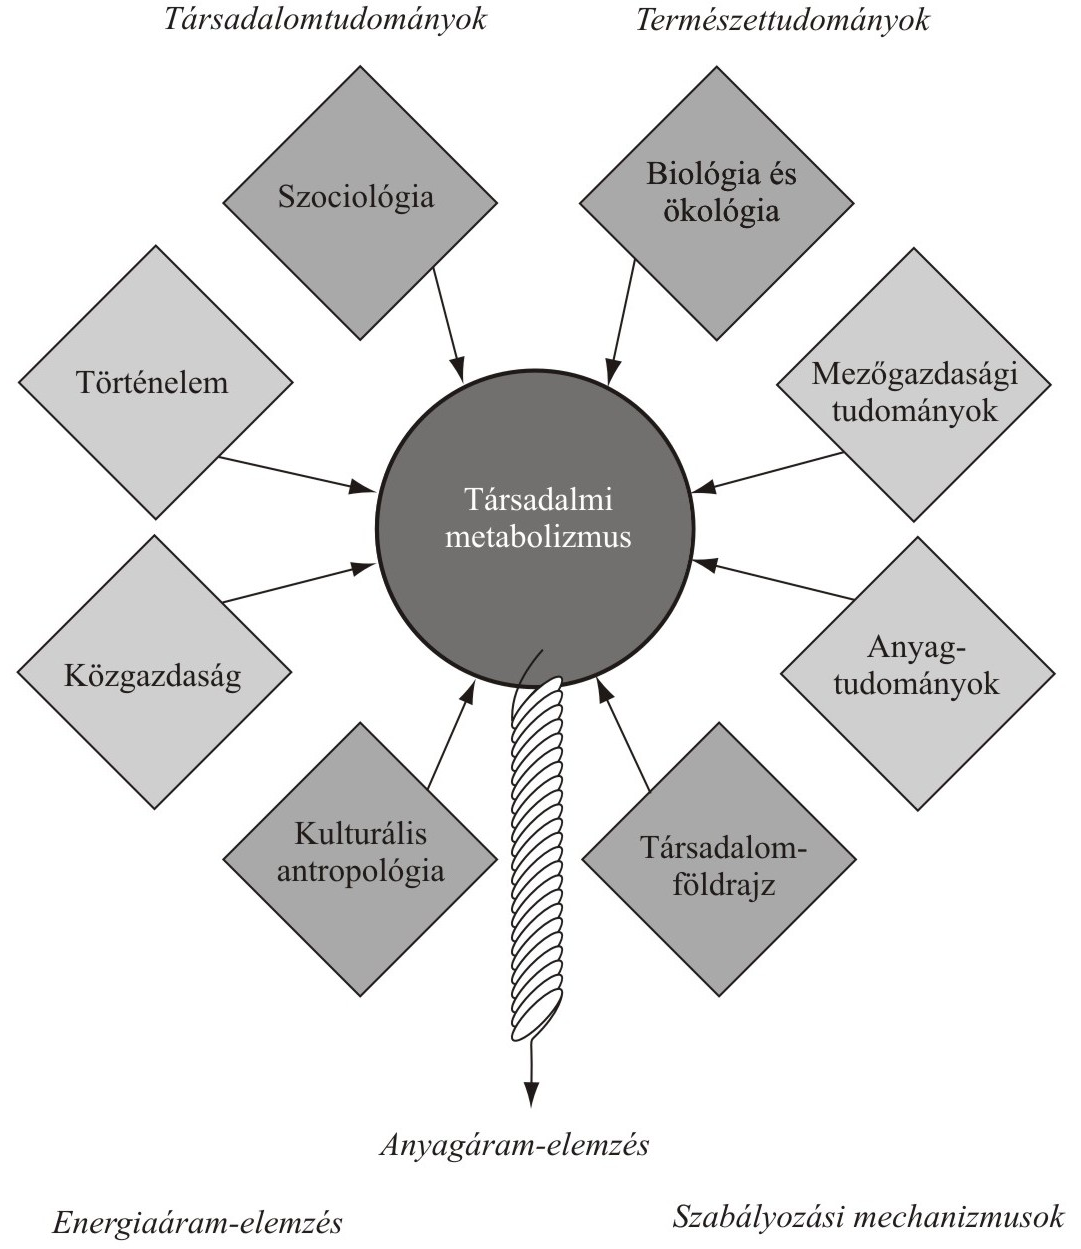 Társadalomtudományok
Természettudományok
Szociológia
Biológia és
ökológia
Történelem
Mezőgazdasági
tudományok
Társadalmi
metabolizmus
Közgazdaság
Anyag-
tudományok
Kulturális
antropológia
Társadalom-
földrajz
Anyagáram-elemzés
Energiaáram-elemzés
Szabályozási mechanizmusok